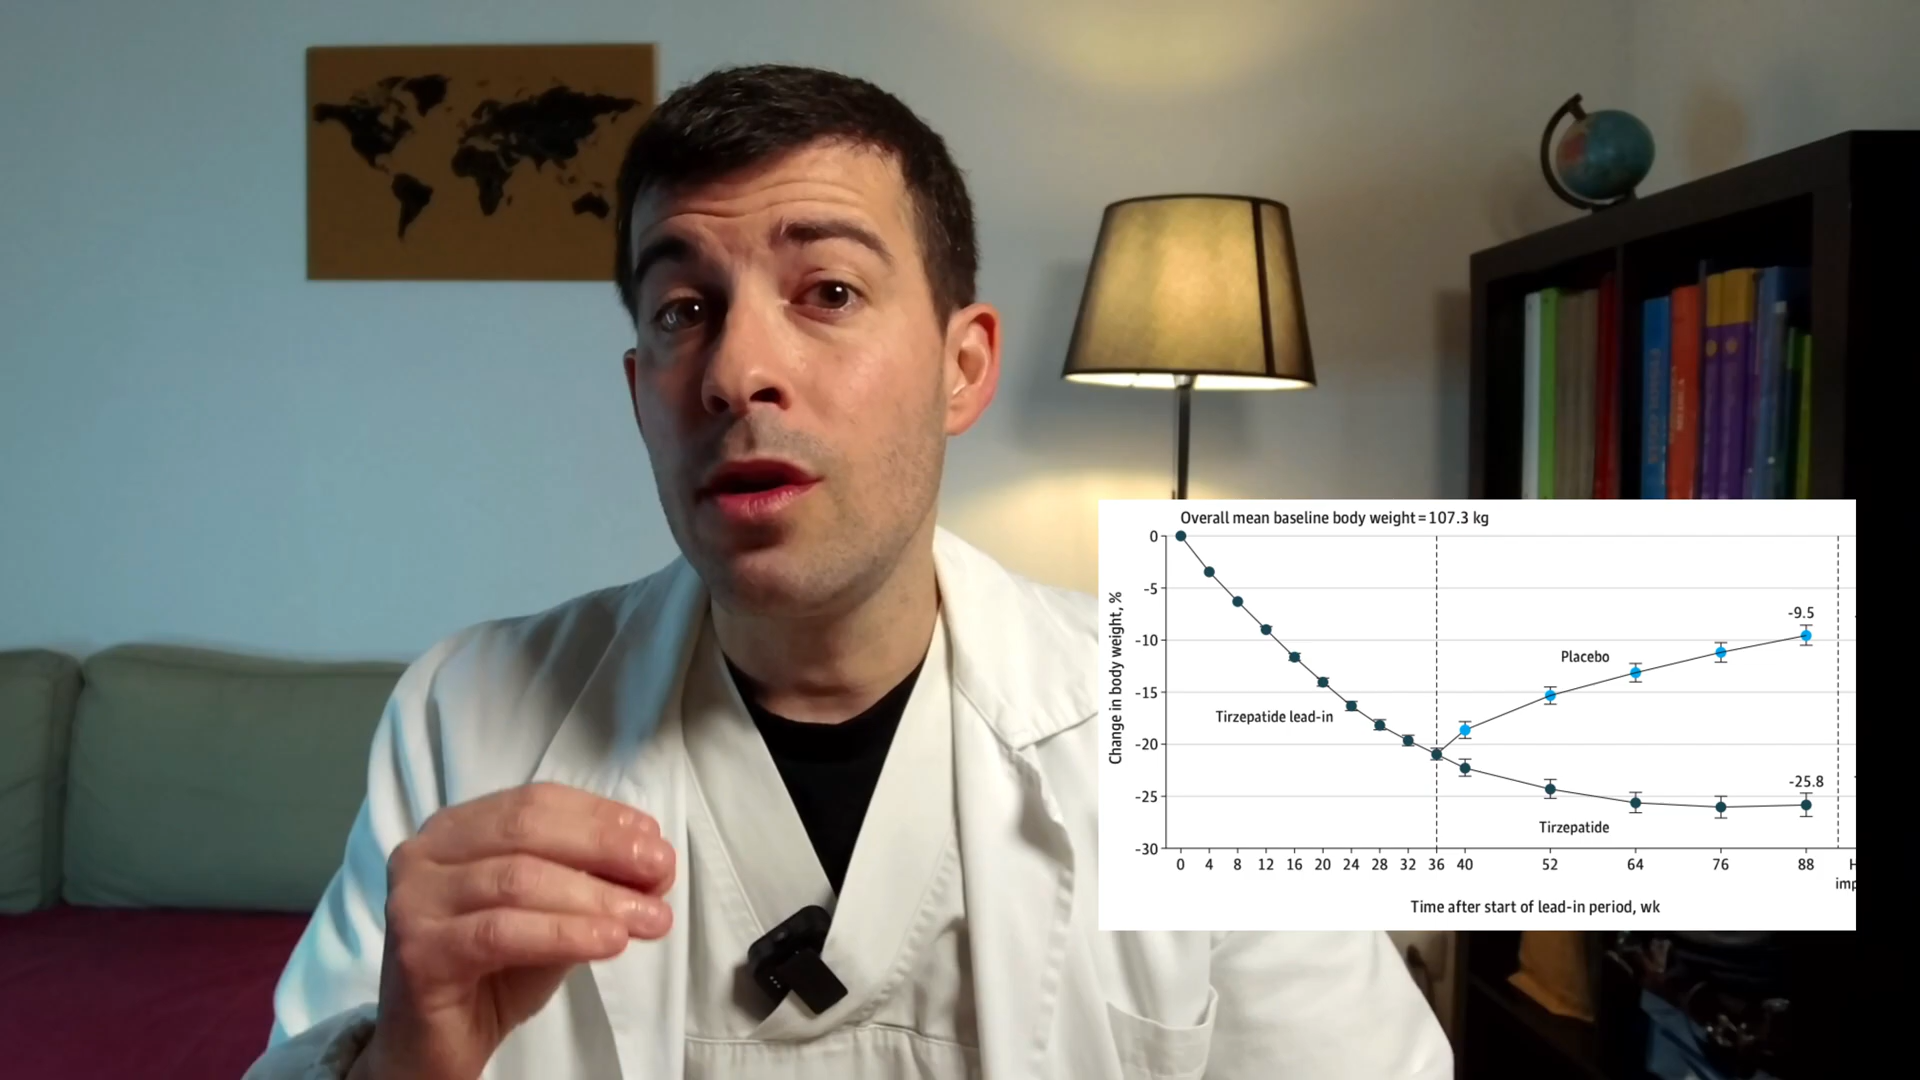 Overall mean baseline body weight=107.3 kg
Change in body weight, %
0
-5
-10
-15
-20
-25
-30
Tirzepatide lead-in
Placebo
-9.5
Tirzepatide
-25.8
0 4 8 12 16 20 24 28 32 36 40 52 64 76 88
Time after start of lead-in period, wk